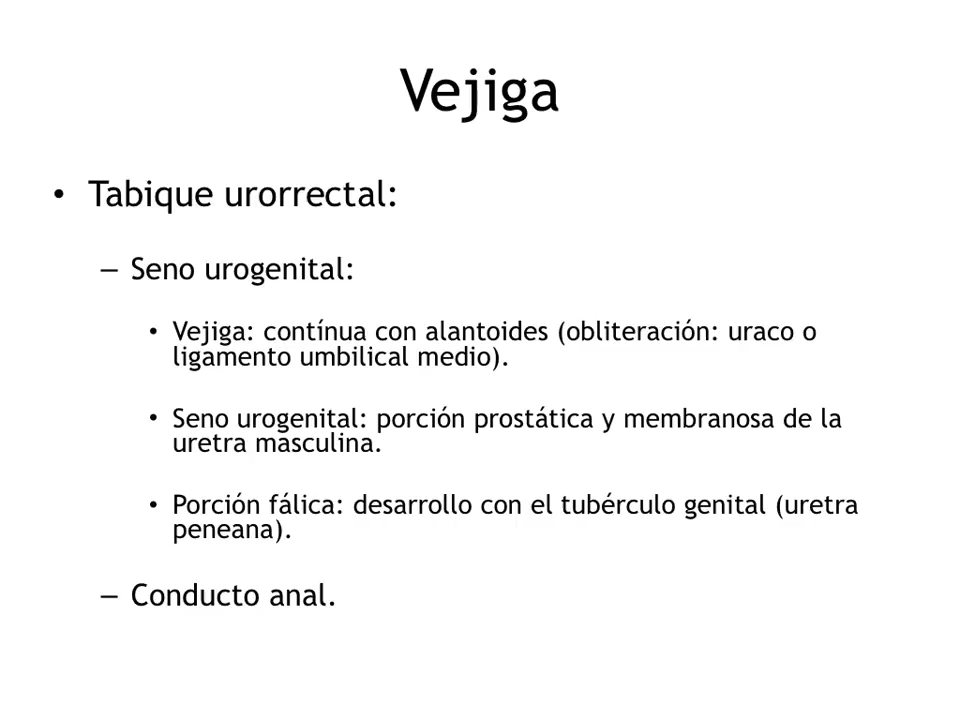 Vejiga
• Tabique urorrectal:
– Seno urogenital:
• Vejiga: contínua con alantoides (obliteración: uraco o
ligamento umbilical medio).
• Seno urogenital: porción prostática y membranosa de la
uretra masculina.
• Porción fálica: desarrollo con el tubérculo genital (uretra
peneana).
– Conducto anal.